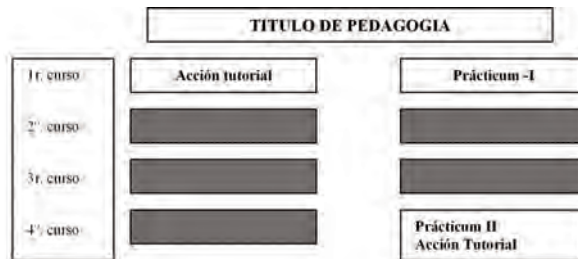 TITULO DE PEDAGOGIA
1r. curso
Acción tutorial
Prácticum -I
2º. curso
3r. curso
4º. curso
Prácticum II
Acción Tutorial